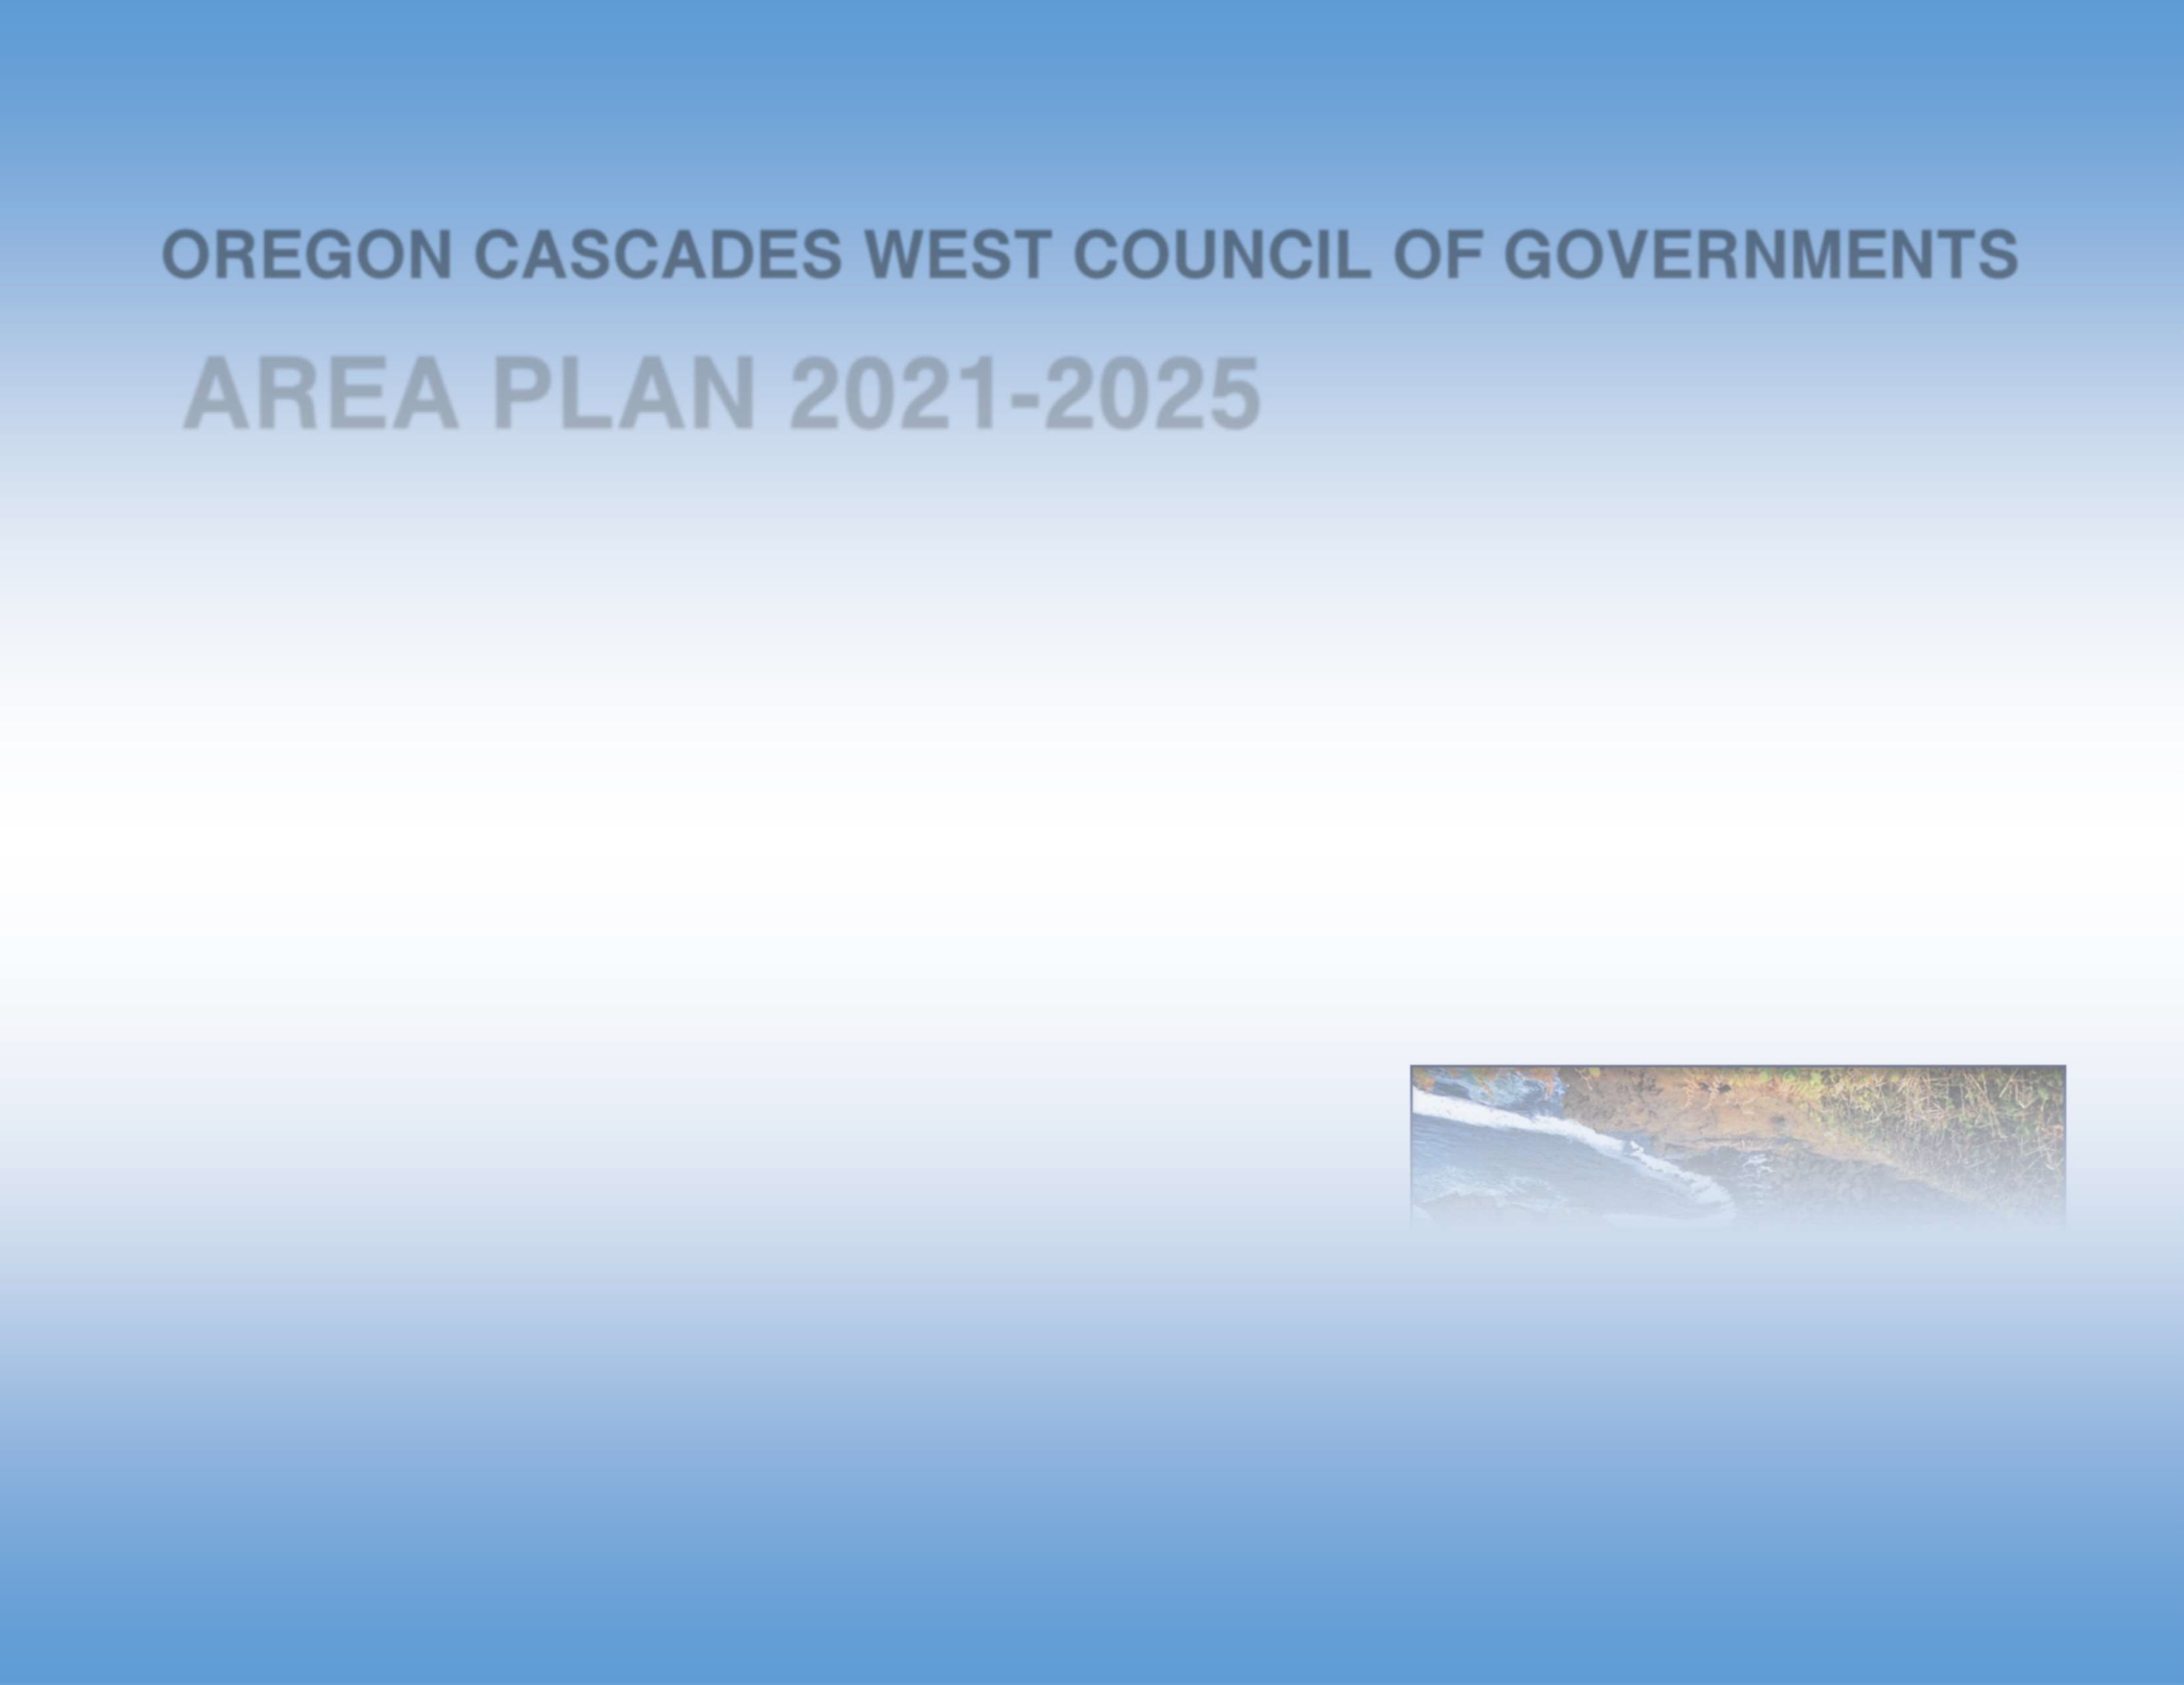 OREGON CASCADES WEST COUNCIL OF GOVERNMENTS
AREA PLAN 2021-2025